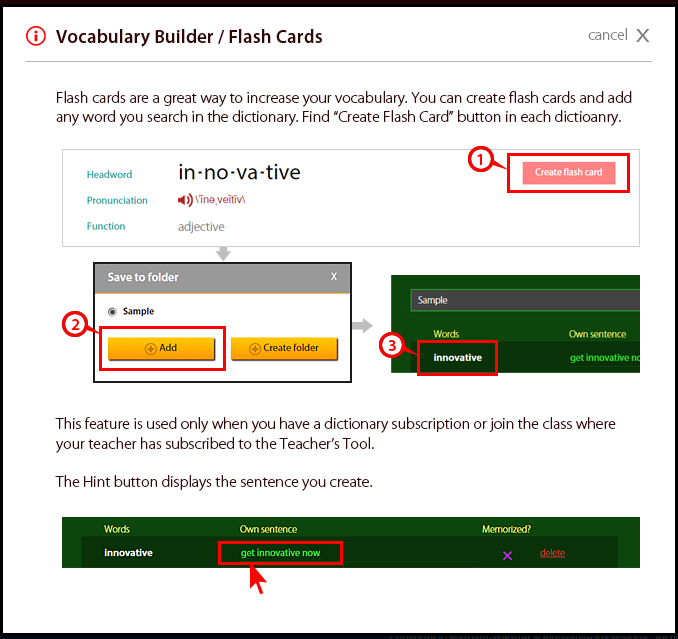 Vocabulary Builder / Flash Cards
cancel X
Flash cards are a great way to increase your vocabulary. You can create flash cards and add
any word you search in the dictionary. Find “Create Flash Card” button in each dictioanry.
1
Headword in·no·va·tive Create flash card
Pronunciation \ˈīnəˌveītīv\
Function adjective
Save to folder X
Sample
2
Add Create folder
Sample
Words Own sentence
3
innovative get innovative no
This feature is used only when you have a dictionary subscription or join the class where
your teacher has subscribed to the Teacher’s Tool.
The Hint button displays the sentence you create.
Words Own sentence Memorized?
innovative get innovative now X delete